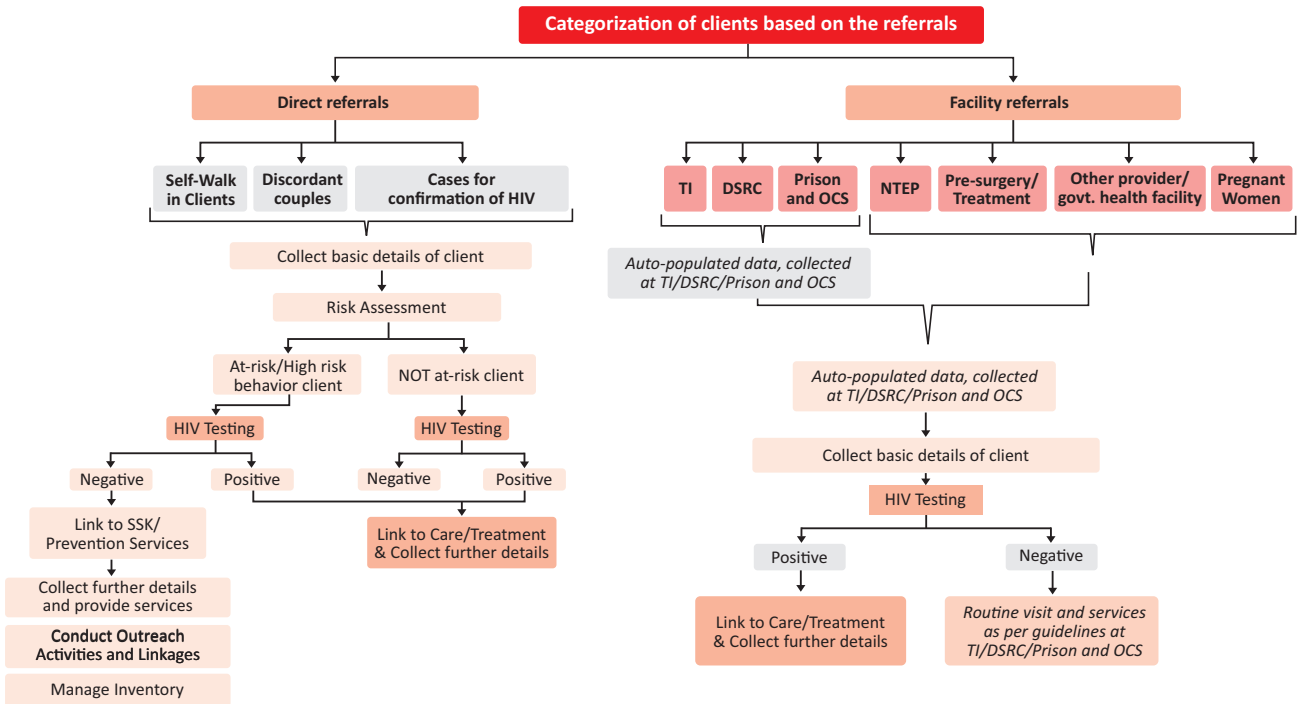 Categorization of clients based on the referrals
Direct referrals
Facility referrals
Self-Walk
in Clients
Discordant
couples
Cases for
confirmation of HIV
TI
DSRC
Prison
and OCS
NTEP
Pre-surgery/
Treatment
Other provider/
govt. health facility
Pregnant
Women
Collect basic details of client
Risk Assessment
At-risk/High risk
behavior client
NOT at-risk client
HIV Testing
HIV Testing
Negative
Positive
Negative
Positive
Link to SSK/
Prevention Services
Link to Care/Treatment
& Collect further details
Collect further details
and provide services
Conduct Outreach
Activities and Linkages
Manage Inventory
Auto-populated data, collected
at TI/DSRC/Prison and OCS
Auto-populated data, collected
at TI/DSRC/Prison and OCS
Collect basic details of client
HIV Testing
Positive
Negative
Link to Care/Treatment
& Collect further details
Routine visit and services
as per guidelines at
TI/DSRC/Prison and OCS